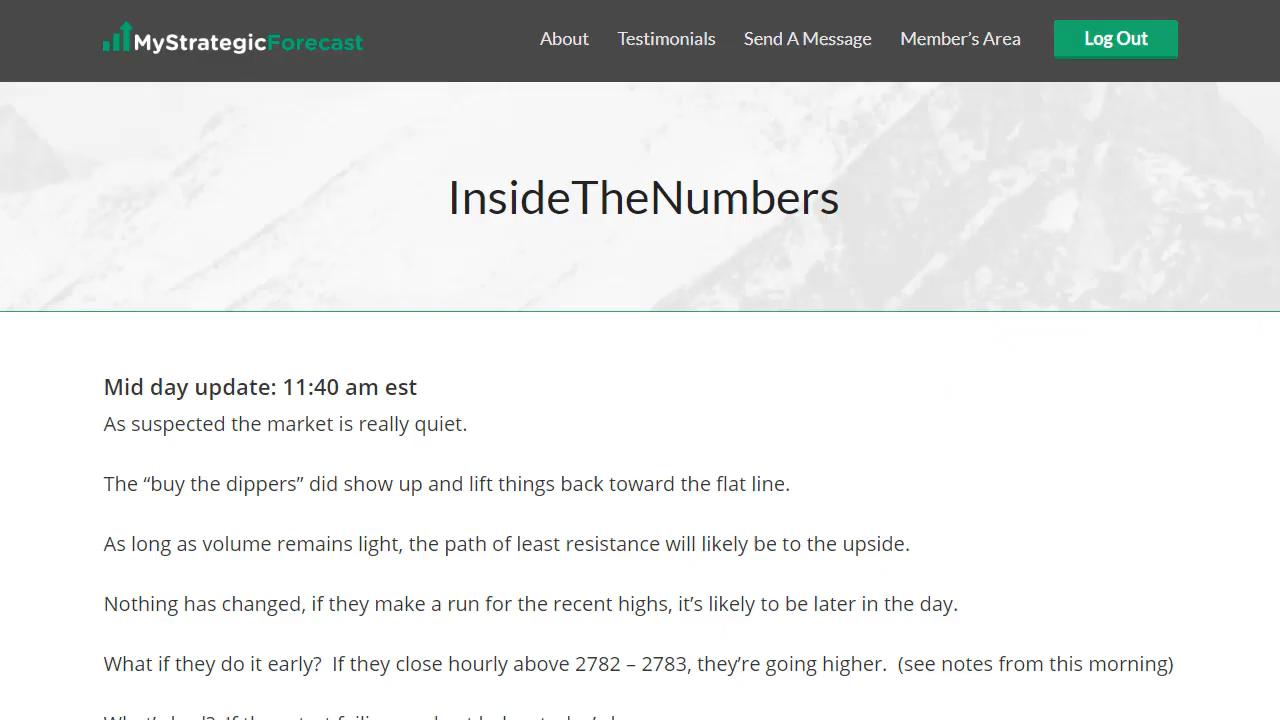 MyStrategicForecast
About Testimonials Send A Message Member's Area Log Out
InsideTheNumbers
Mid day update: 11:40 am est
As suspected the market is really quiet.
The “buy the dippers” did show up and lift things back toward the flat line.
As long as volume remains light, the path of least resistance will likely be to the upside.
Nothing has changed, if they make a run for the recent highs, it’s likely to be later in the day.
What if they do it early?  If they close hourly above 2782 – 2783, they’re going higher.  (see notes from this morning)